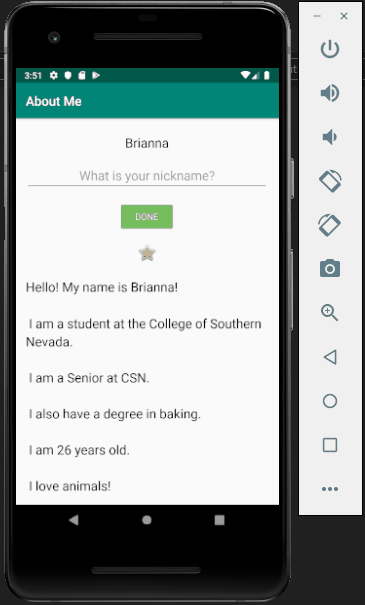 3:51
About Me
Brianna
What is your nickname?
DONE
Hello! My name is Brianna!
I am a student at the College of Southern
Nevada.
I am a Senior at CSN.
I also have a degree in baking.
I am 26 years old.
I love animals!